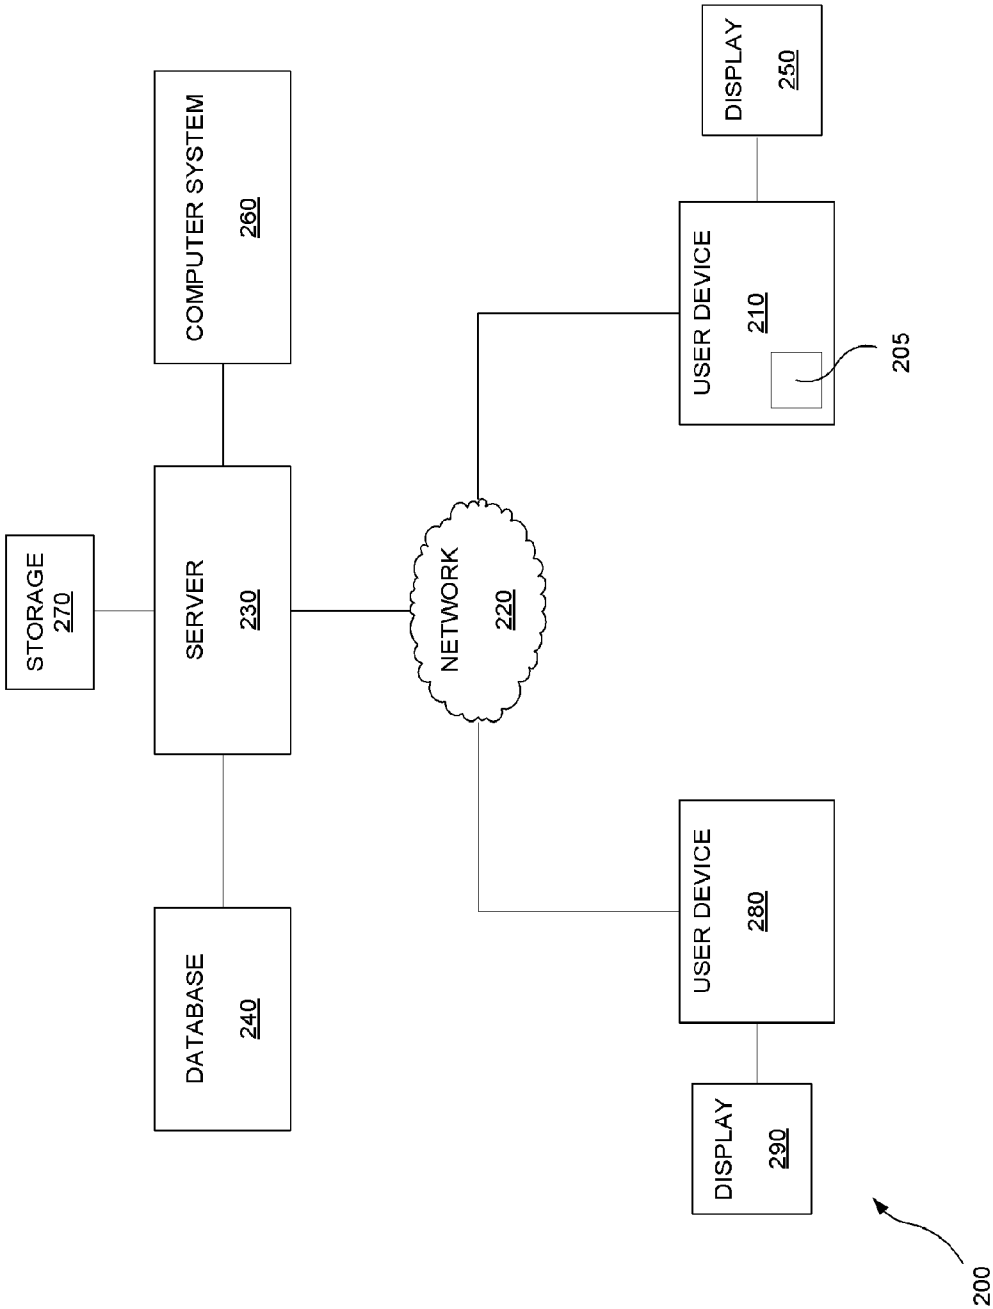 STORAGE
270
DATABASE
240
SERVER
230
COMPUTER SYSTEM
260
NETWORK
220
USER DEVICE
280
USER DEVICE
210
DISPLAY
290
DISPLAY
250
205
200